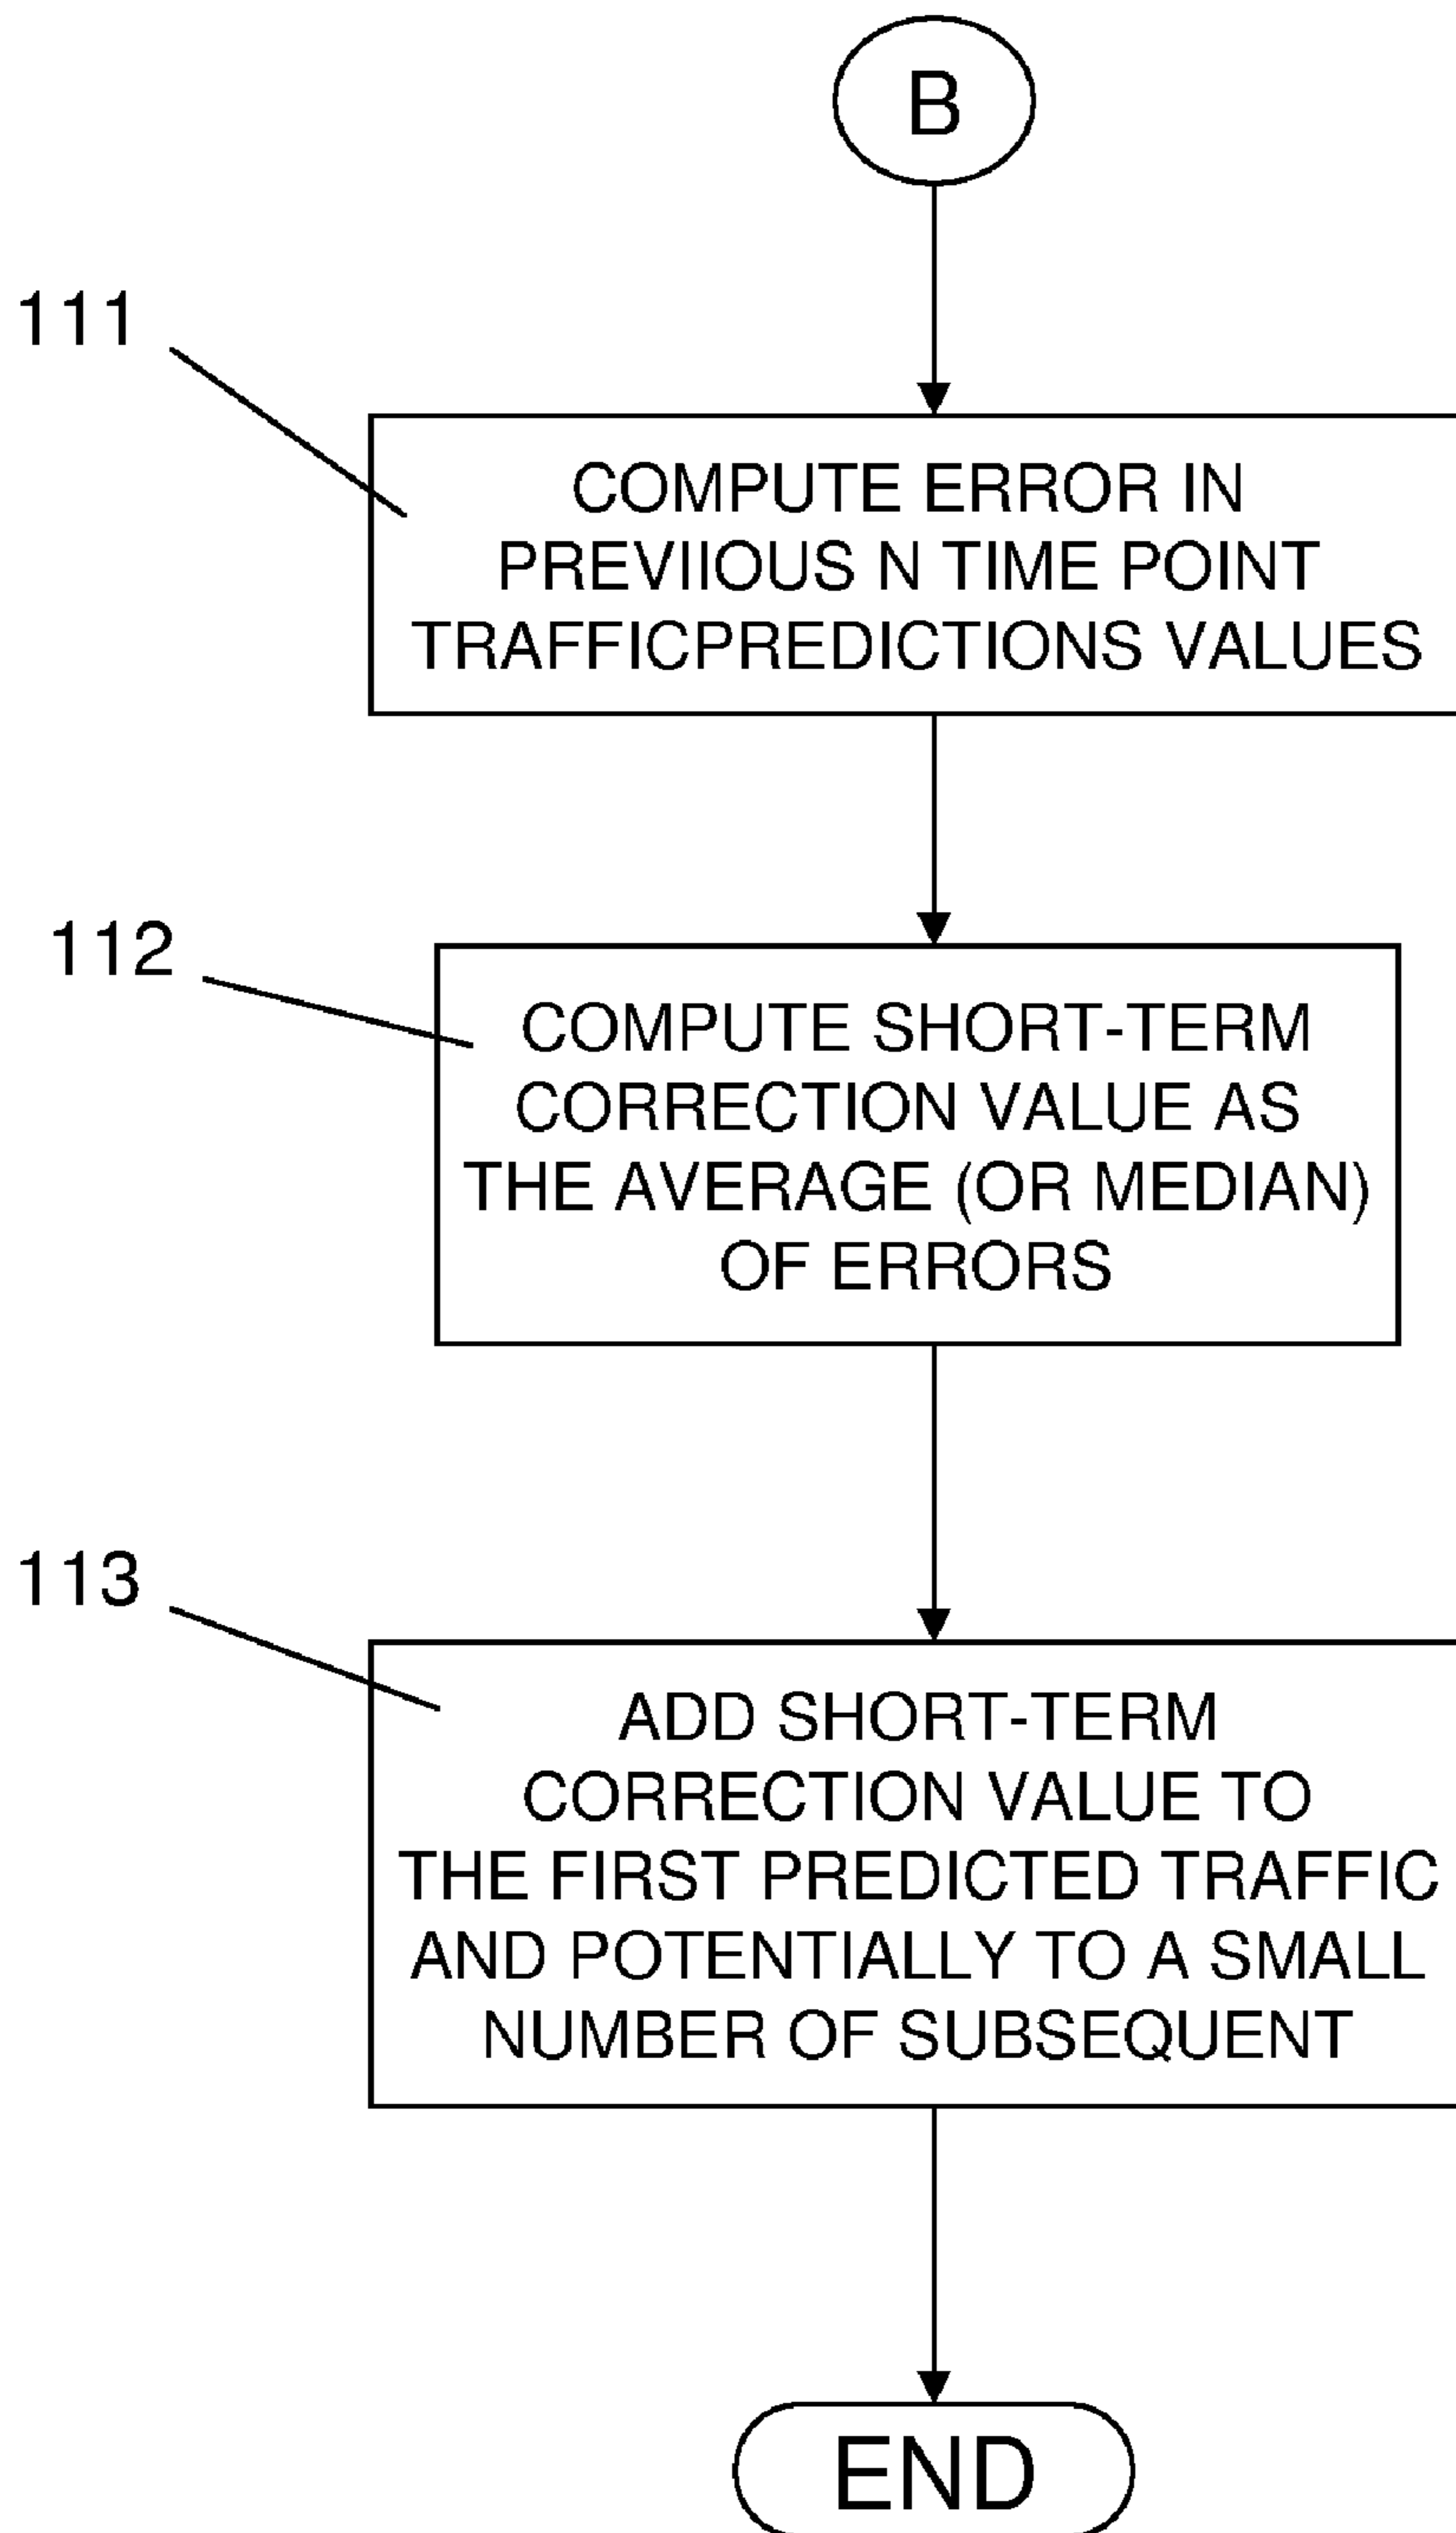 B
111
COMPUTE ERROR IN
PREVIIOUS N TIME POINT
TRAFFICPREDICTIONS VALUES
112
COMPUTE SHORT-TERM
CORRECTION VALUE AS
THE AVERAGE (OR MEDIAN)
OF ERRORS
113
ADD SHORT-TERM
CORRECTION VALUE TO
THE FIRST PREDICTED TRAFFIC
AND POTENTIALLY TO A SMALL
NUMBER OF SUBSEQUENT
END